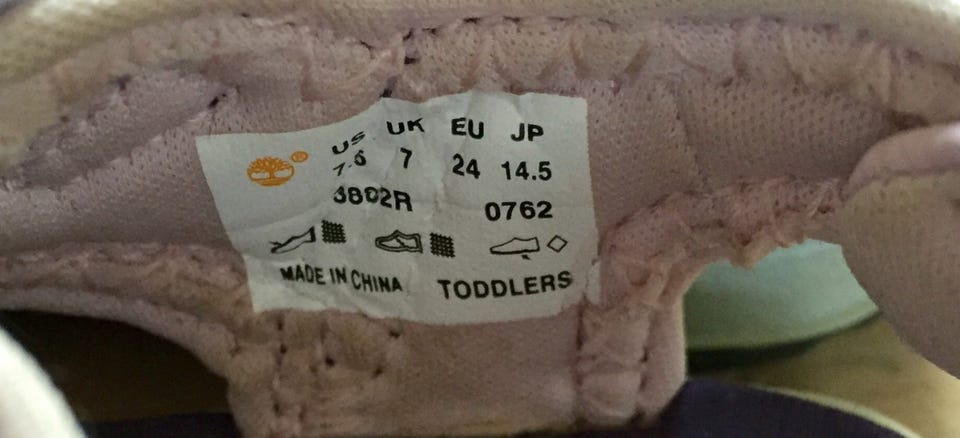 US UK EU JP
7.5 7 24 14.5
3802R 0762
MADE IN CHINA TODDLERS
®